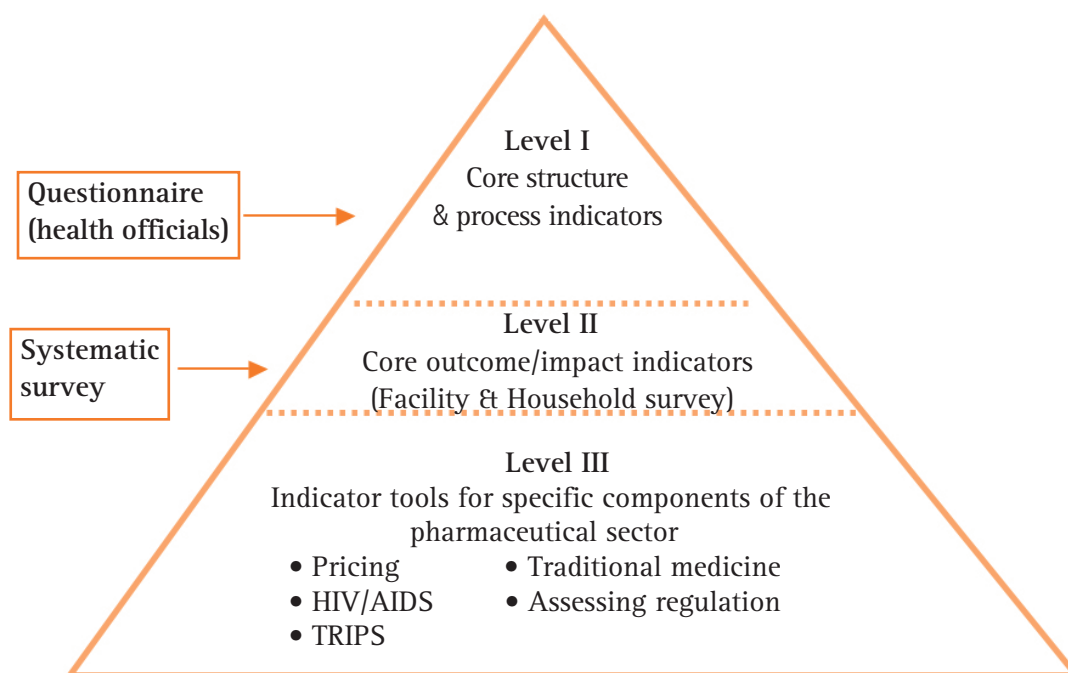 Level I
Core structure
& process indicators
Questionnaire
(health officials)
Level II
Core outcome/impact indicators
(Facility & Household survey)
Systematic
survey
Level III
Indicator tools for specific components of the
pharmaceutical sector
• Pricing
• HIV/AIDS
• TRIPS
• Traditional medicine
• Assessing regulation